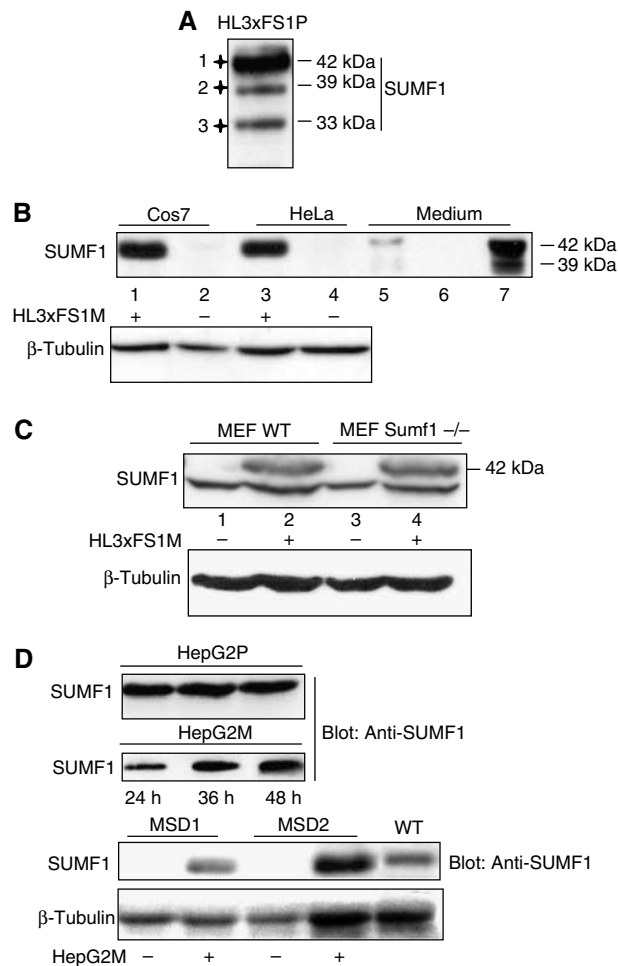 A HL3xFS1P
1 42 kDa
2 39 kDa SUMF1
3 33 kDa
B Cos7 HeLa Medium
SUMF1 42 kDa
39 kDa
1 2 3 4 5 6 7
HL3xFS1M + – + –
β-Tubulin
C MEF WT MEF Sumf1 –/–
SUMF1 42 kDa
1 2 3 4
HL3xFS1M – + – +
β-Tubulin
D HepG2P
SUMF1
Blot: Anti-SUMF1
HepG2M
SUMF1
24 h 36 h 48 h
MSD1 MSD2 WT
SUMF1 Blot: Anti-SUMF1
β-Tubulin
HepG2M – + – +